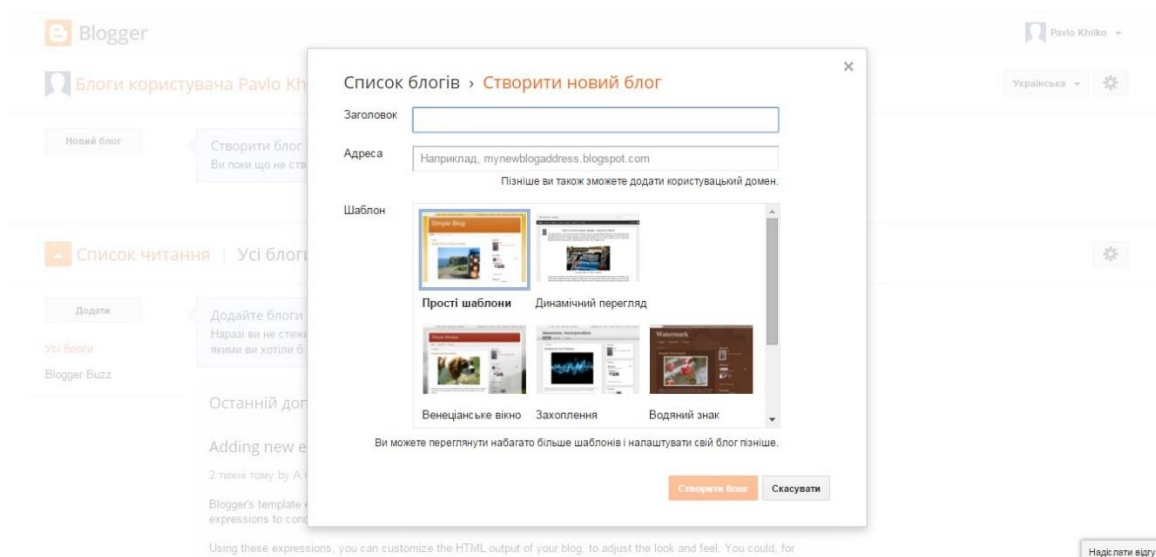 Blogger
Pavlo Khilko
Блоги користувача Pavlo Kh
Українська
Новий блог
Створити блог
Ви поки що не ств
Список читання | Усі блоги
Додати
Додайте блоги
Наразі ви не стежи
якими ви хотіли б
Усі блоги
Blogger Buzz
Останній доп
Adding new e
2 тижні тому by A
Blogger's template e
expressions to cond
Using these expressions, you can customize the HTML output of your blog, to adjust the look and feel. You could, for
Список блогів › Створити новий блог
×
Заголовок
Адреса
Наприклад, mynewblogaddress.blogspot.com
Пізніше ви також зможете додати користувацький домен.
Шаблон
Simple Blog
Прості шаблони
Динамічний перегляд
Awesome, Incorporation
Watermark
Венеціанське вікно
Захоплення
Водяний знак
Ви можете переглянути набагато більше шаблонів і налаштувати свій блог пізніше.
Створити блог
Скасувати
Надіслати відгу